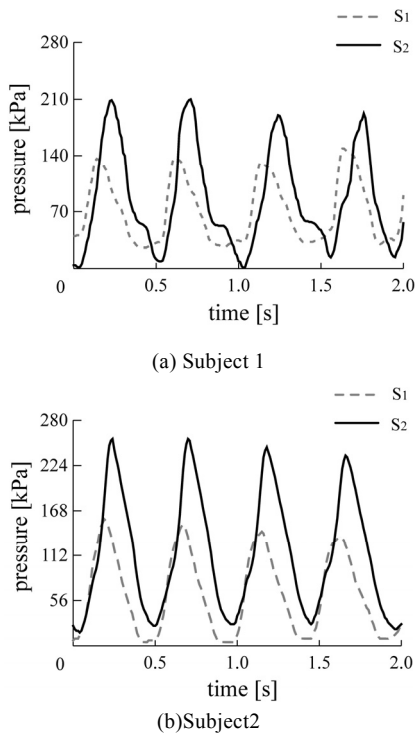 S1
S2
280
210
140
70
pressure [kPa]
0
0.5
1.0
1.5
2.0
time [s]
(a) Subject 1
S1
S2
280
224
168
112
56
pressure [kPa]
0
0.5
1.0
1.5
2.0
time [s]
(b)Subject2